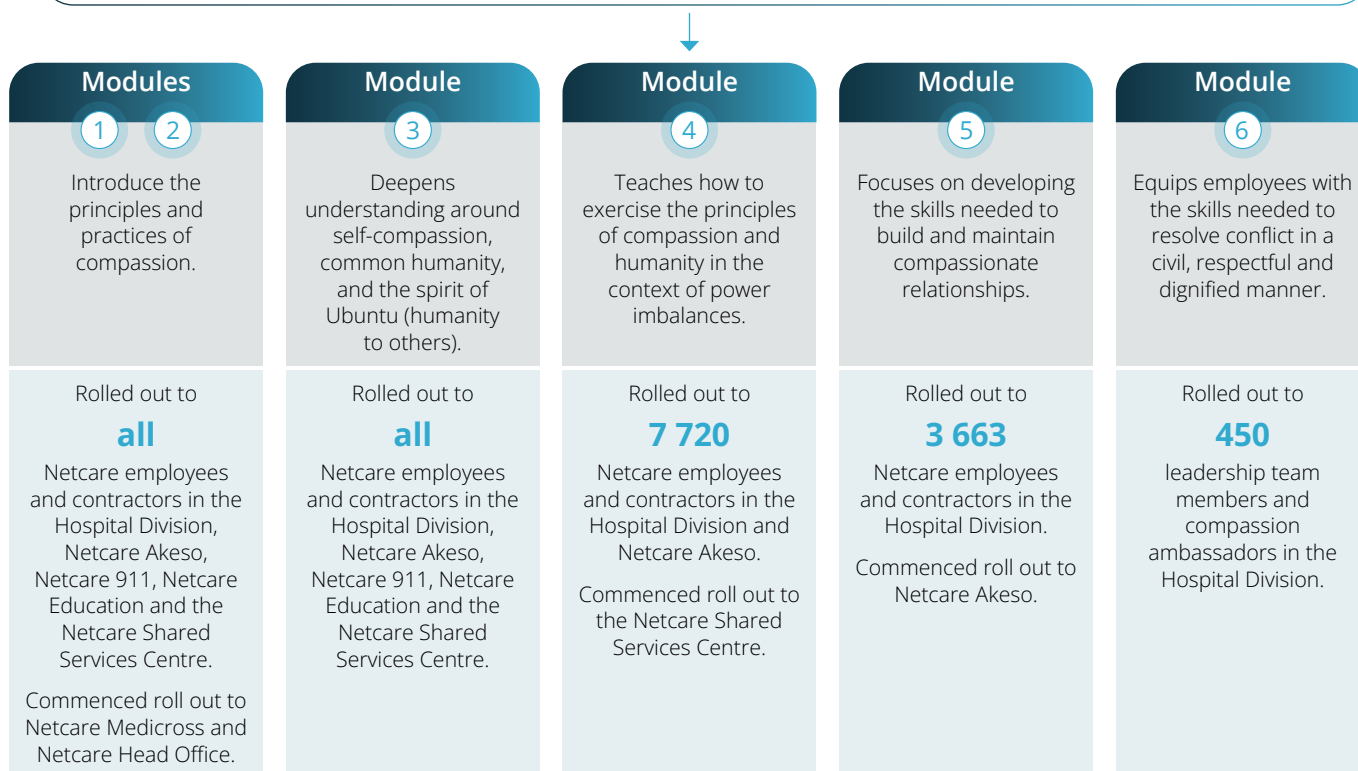 Modules
1 2
Introduce the
principles and
practices of
compassion.
Rolled out to
all
Netcare employees
and contractors in the
Hospital Division,
Netcare Akeso,
Netcare 911, Netcare
Education and the
Netcare Shared
Services Centre.
Commenced roll out to
Netcare Medicross and
Netcare Head Office.
Module
3
Deepens
understanding around
self-compassion,
common humanity,
and the spirit of
Ubuntu (humanity
to others).
Rolled out to
all
Netcare employees
and contractors in the
Hospital Division,
Netcare Akeso,
Netcare 911, Netcare
Education and the
Netcare Shared
Services Centre.
Module
4
Teaches how to
exercise the principles
of compassion and
humanity in the
context of power
imbalances.
Rolled out to
7 720
Netcare employees
and contractors in the
Hospital Division and
Netcare Akeso.
Commenced roll out to
the Netcare Shared
Services Centre.
Module
5
Focuses on developing
the skills needed to
build and maintain
compassionate
relationships.
Rolled out to
3 663
Netcare employees
and contractors in the
Hospital Division.
Commenced roll out to
Netcare Akeso.
Module
6
Equips employees with
the skills needed to
resolve conflict in a
civil, respectful and
dignified manner.
Rolled out to
450
leadership team
members and
compassion
ambassadors in the
Hospital Division.